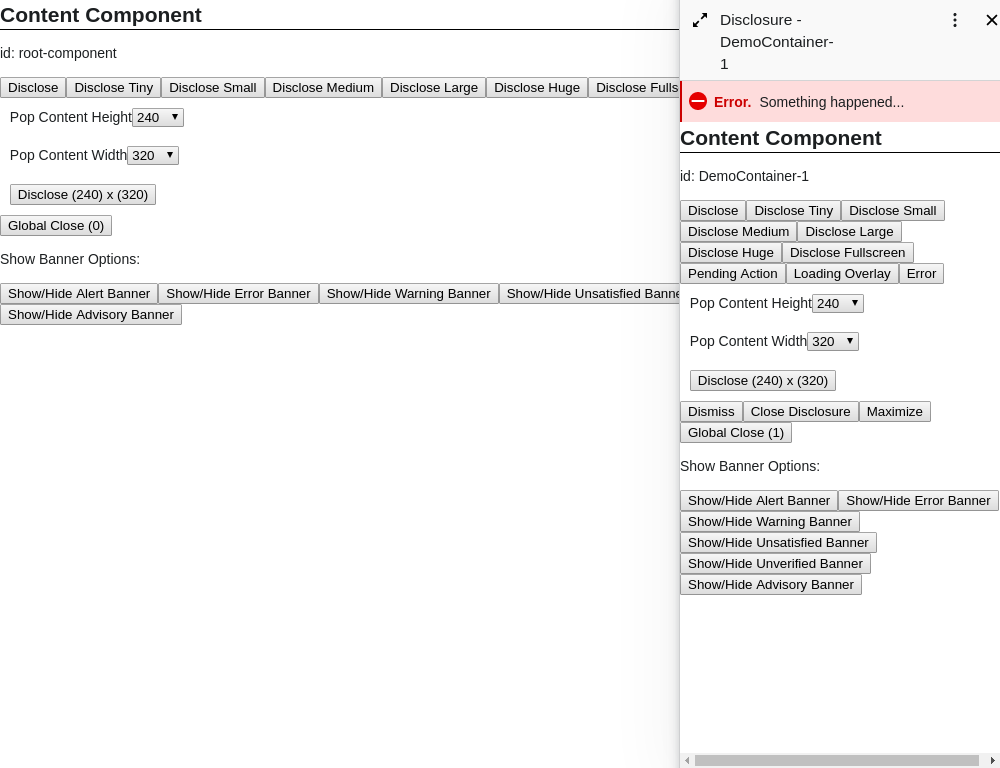 Content Component
id: root-component
Disclose Disclose Tiny Disclose Small Disclose Medium Disclose Large Disclose Huge Disclose Fulls
Pop Content Height 240
Pop Content Width 320
Disclose (240) x (320)
Global Close (0)
Show Banner Options:
Show/Hide Alert Banner Show/Hide Error Banner Show/Hide Warning Banner Show/Hide Unsatisfied Banne
Show/Hide Advisory Banner
Disclosure -
DemoContainer-
1
Error. Something happened...
Content Component
id: DemoContainer-1
Disclose Disclose Tiny Disclose Small
Disclose Medium Disclose Large
Disclose Huge Disclose Fullscreen
Pending Action Loading Overlay Error
Pop Content Height 240
Pop Content Width 320
Disclose (240) x (320)
Dismiss Close Disclosure Maximize
Global Close (1)
Show Banner Options:
Show/Hide Alert Banner Show/Hide Error Banner
Show/Hide Warning Banner
Show/Hide Unsatisfied Banner
Show/Hide Unverified Banner
Show/Hide Advisory Banner